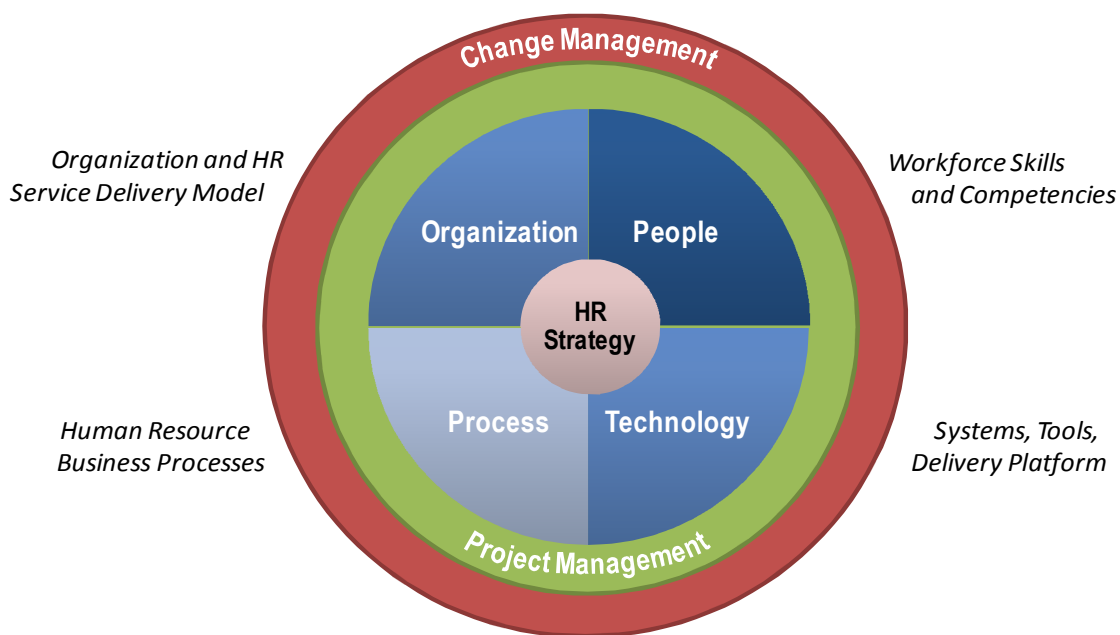 Change Management
Organization and HR
Service Delivery Model
Workforce Skills
and Competencies
Organization
People
HR
Strategy
Process
Technology
Human Resource
Business Processes
Systems, Tools,
Delivery Platform
Project Management